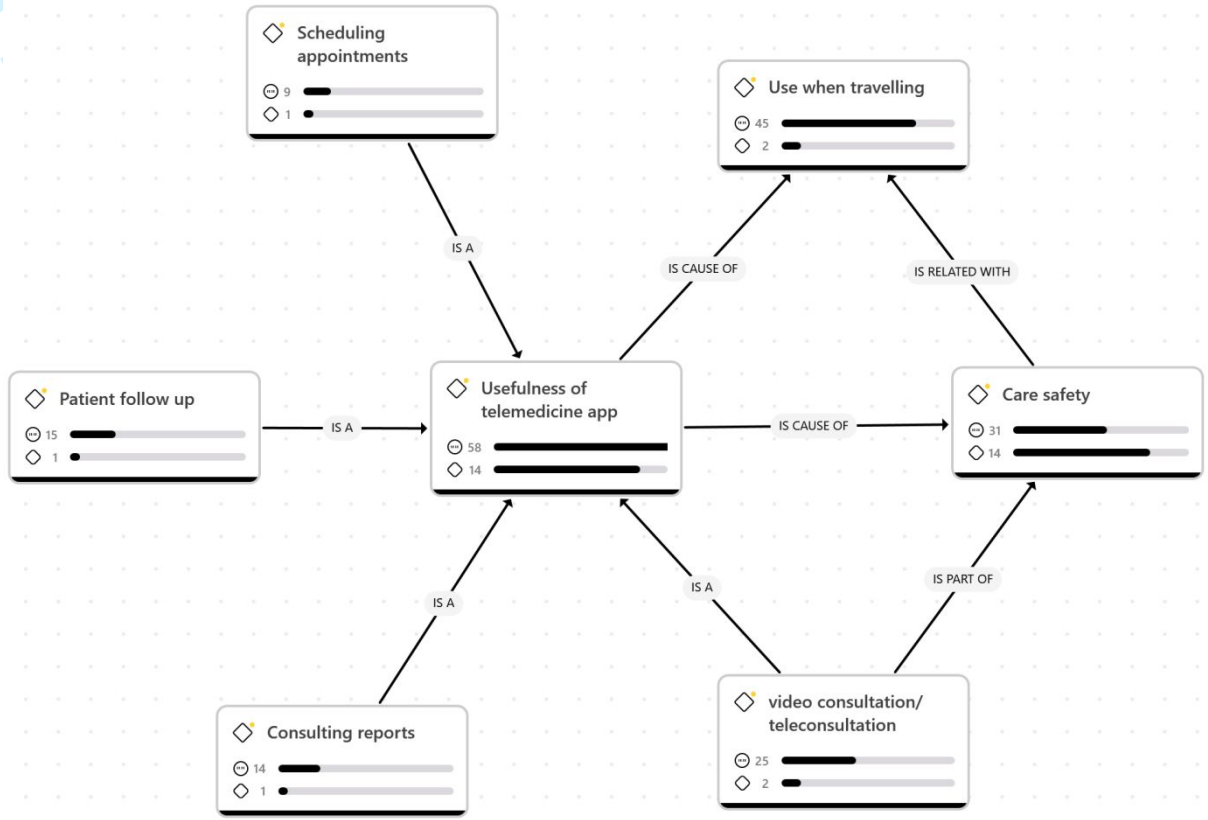 Scheduling
appointments
9
1
Use when travelling
45
2
IS A
IS CAUSE OF
IS RELATED WITH
Patient follow up
15
1
IS A
Usefulness of
telemedicine app
58
14
IS CAUSE OF
Care safety
31
14
IS A
IS A
IS PART OF
Consulting reports
14
1
video consultation/
teleconsultation
25
2